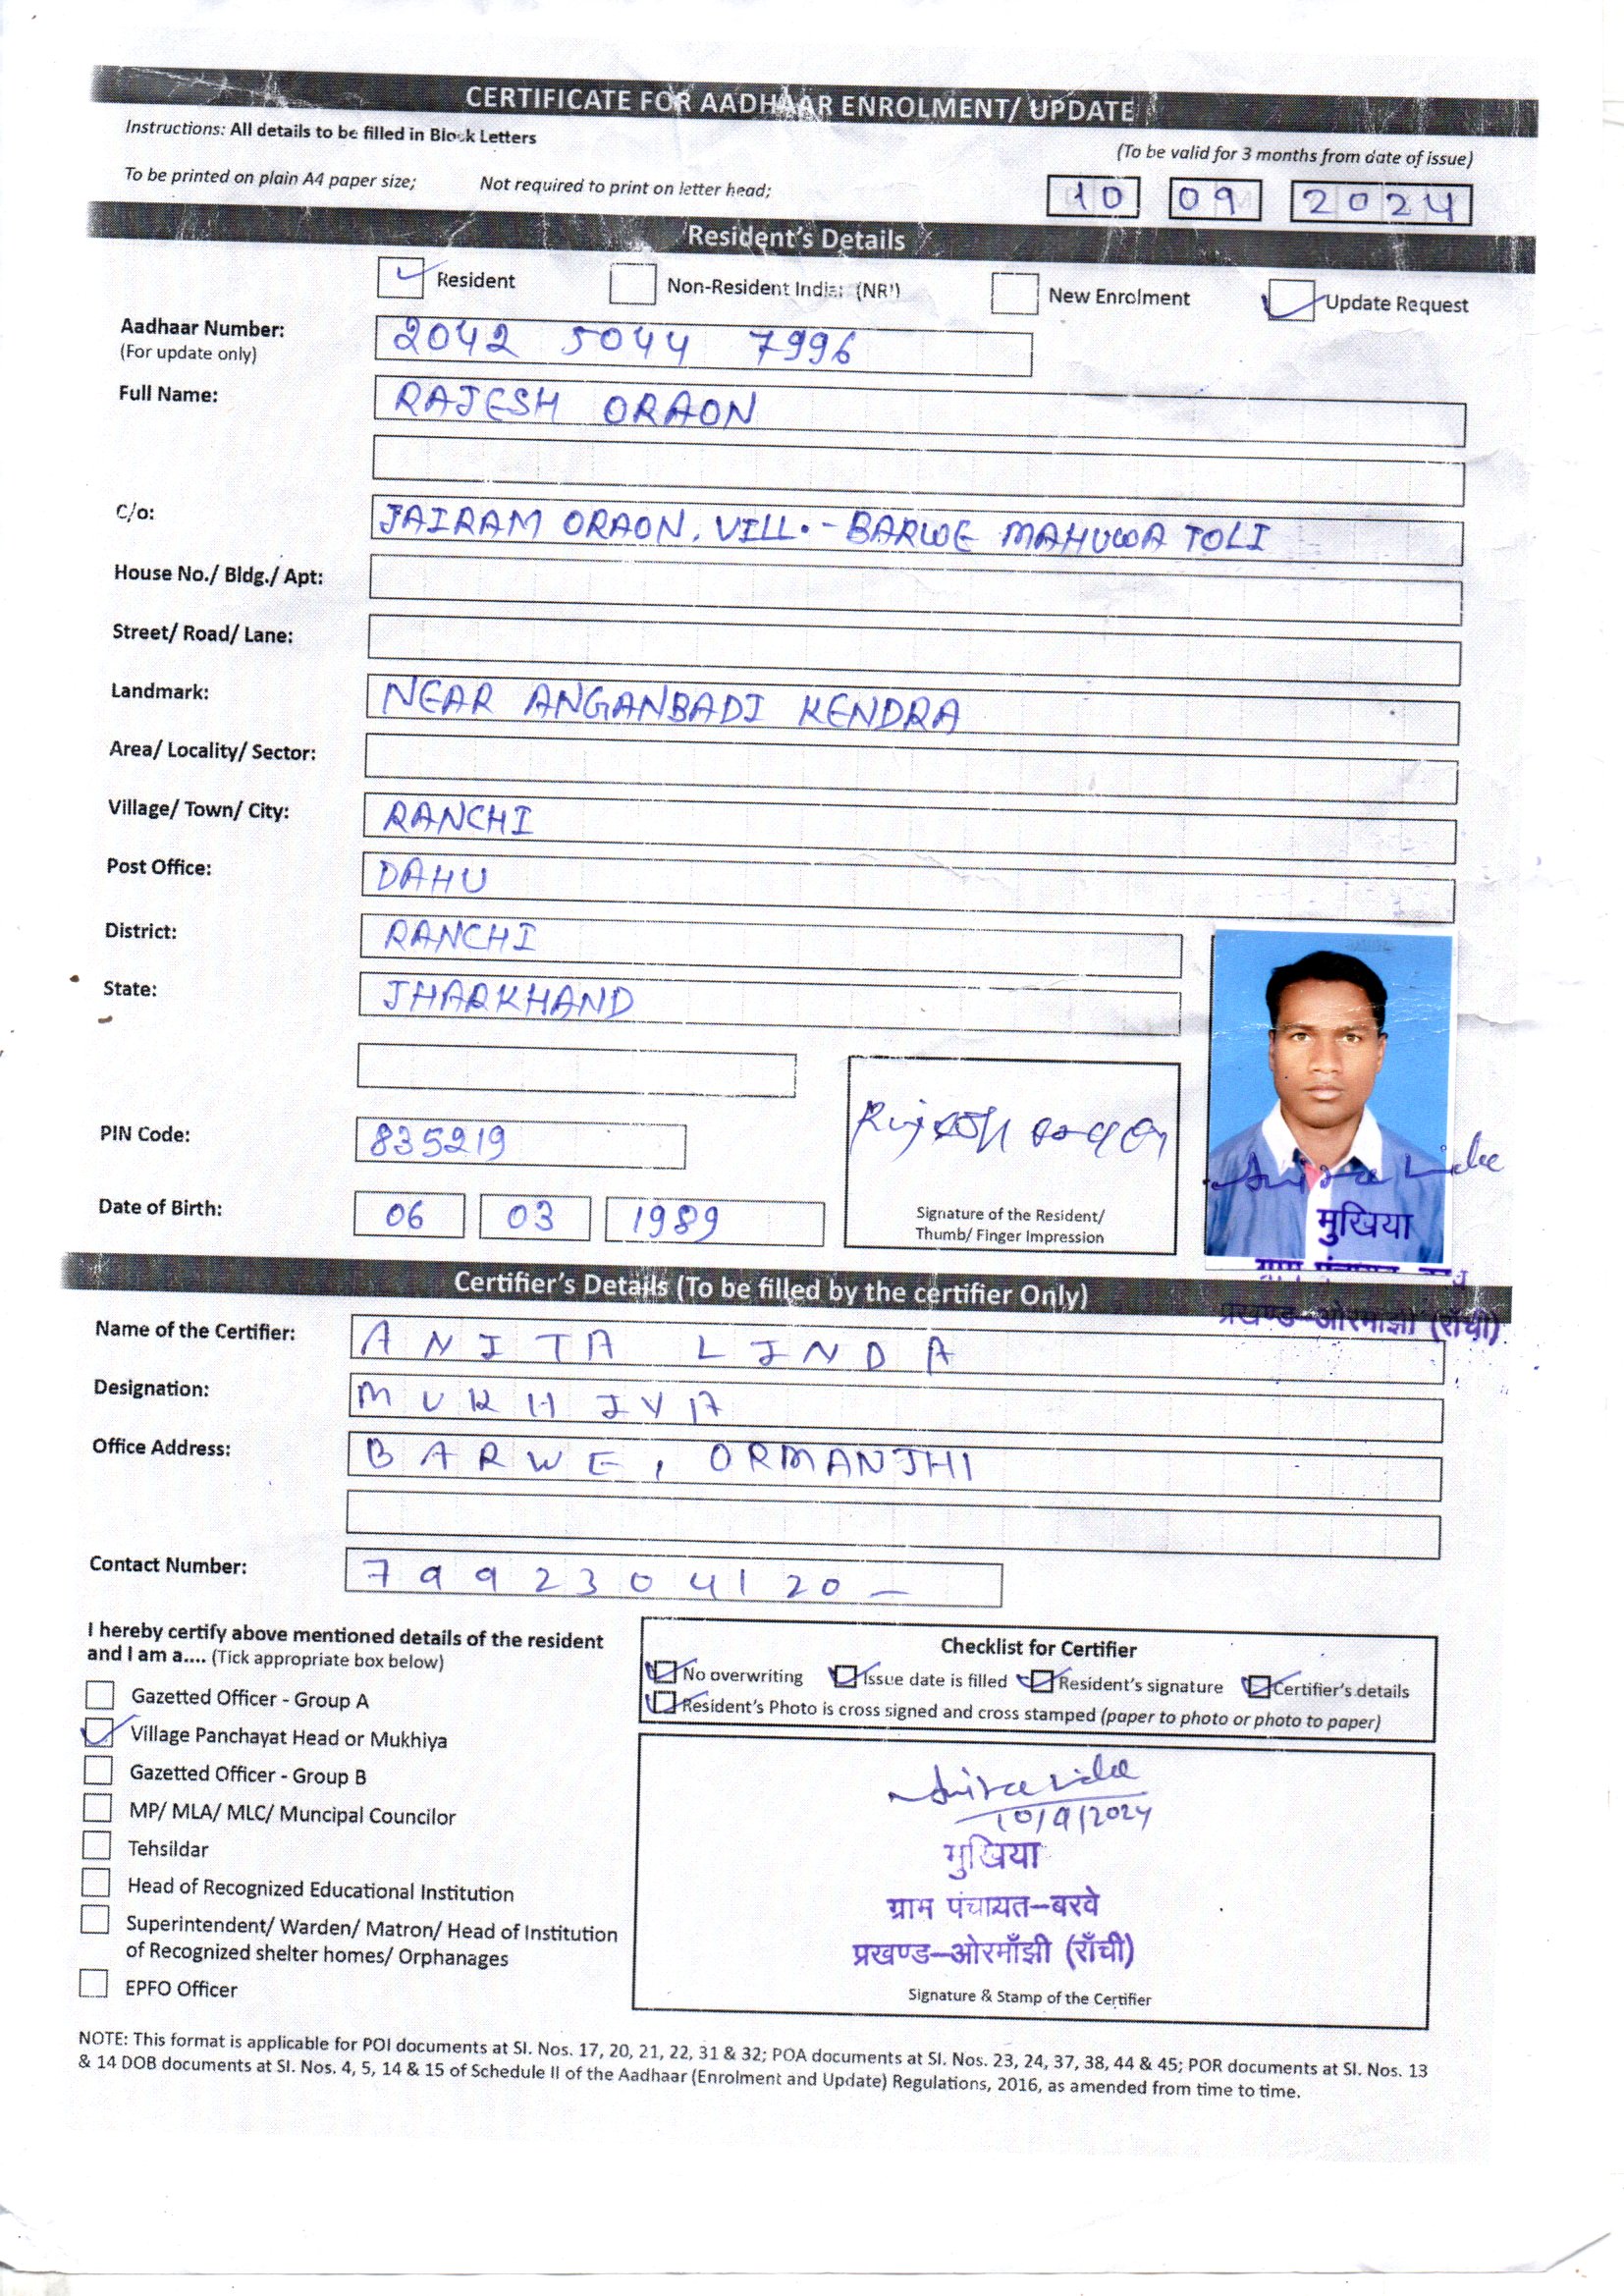 CERTIFICATE FOR AADHAAR ENROLMENT/ UPDATE
Instructions: All details to be filled in Block Letters
(To be valid for 3 months from date of issue)
To be printed on plain A4 paper size; Not required to print on letter head;
10 09 2024
Resident's Details
Resident Non-Resident Indian (NRI) New Enrolment Update Request
Aadhaar Number: 2042 5044 7996
(For update only)
Full Name: RAJESH ORAON
C/o: JAIRAM ORAON, VILL.- BARWE MAHUWA TOLI
House No./ Bldg./ Apt:
Street/ Road/ Lane:
Landmark: NEAR ANGANBADI KENDRA
Area/ Locality/ Sector:
Village/ Town/ City: RANCHI
Post Office: DAHU
District: RANCHI
State: JHARKHAND
PIN Code: 835219
Date of Birth: 06 03 1989
Signature of the Resident/
Thumb/ Finger Impression
मुखिया
ग्राम पंचायत-बरवे
Certifier's Details (To be filled by the certifier Only)
प्रखण्ड-ओरमाँझी (राँची)
Name of the Certifier: ANITA LINDA
Designation: MUKHIYA
Office Address: BARWE, ORMANJHI
Contact Number: 7992304120 -
I hereby certify above mentioned details of the resident
and I am a.... (Tick appropriate box below)
Gazetted Officer - Group A
Village Panchayat Head or Mukhiya
Gazetted Officer - Group B
MP/ MLA/ MLC/ Muncipal Councilor
Tehsildar
Head of Recognized Educational Institution
Superintendent/ Warden/ Matron/ Head of Institution
of Recognized shelter homes/ Orphanages
EPFO Officer
Checklist for Certifier
No overwriting Issue date is filled Resident's signature Certifier's details
Resident's Photo is cross signed and cross stamped (paper to photo or photo to paper)
10/9/2024
मुखिया
ग्राम पंचायत-बरवे
प्रखण्ड-ओरमाँझी (राँची)
Signature & Stamp of the Certifier
NOTE: This format is applicable for POI documents at SI. Nos. 17, 20, 21, 22, 31 & 32; POA documents at SI. Nos. 23, 24, 37, 38, 44 & 45; POR documents at SI. Nos. 13
& 14 DOB documents at SI. Nos. 4, 5, 14 & 15 of Schedule II of the Aadhaar (Enrolment and Update) Regulations, 2016, as amended from time to time.